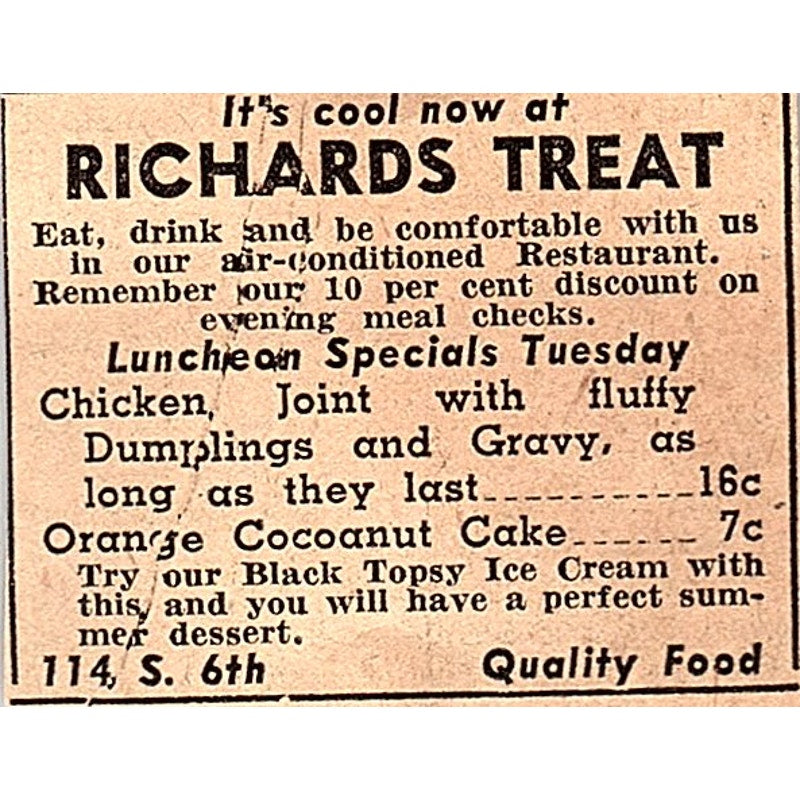 It's cool now at
RICHARDS TREAT
Eat, drink and be comfortable with us
in our air-conditioned Restaurant.
Remember our 10 per cent discount on
evening meal checks.
Luncheon Specials Tuesday
Chicken, Joint with fluffy
Dumplings and Gravy, as
long as they last 16c
Orange Cocoanut Cake 7c
Try our Black Topsy Ice Cream with
this, and you will have a perfect sum-
mer dessert.
114 S. 6th Quality Food